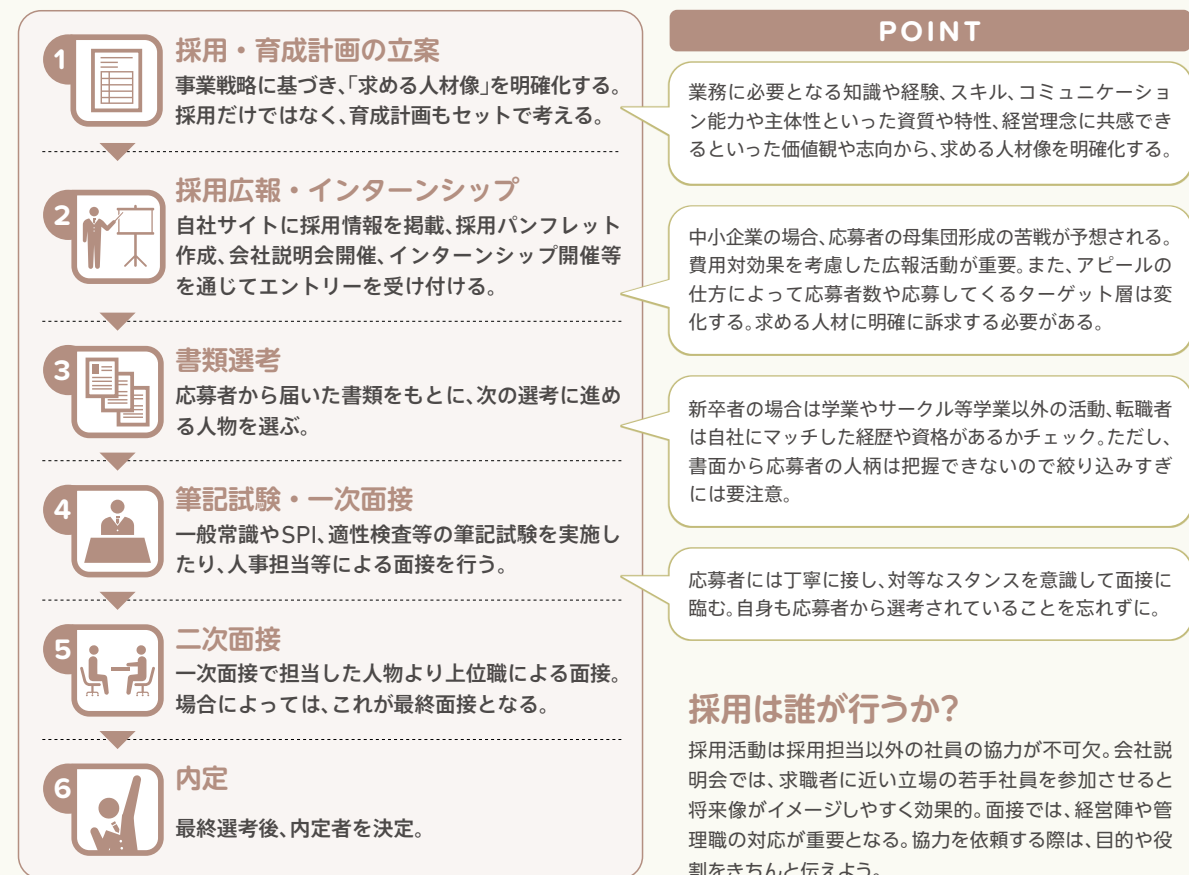 1
採用・育成計画の立案
事業戦略に基づき、「求める人材像」を明確化する。
採用だけではなく、育成計画もセットで考える。
2
採用広報・インターンシップ
自社サイトに採用情報を掲載、採用パンフレット
作成、会社説明会開催、インターンシップ開催等
を通じてエントリーを受け付ける。
3
書類選考
応募者から届いた書類をもとに、次の選考に進め
る人物を選ぶ。
4
筆記試験・一次面接
一般常識やSPI、適性検査等の筆記試験を実施し
たり、人事担当等による面接を行う。
5
二次面接
一次面接で担当した人物より上位職による面接。
場合によっては、これが最終面接となる。
6
内定
最終選考後、内定者を決定。
POINT
業務に必要となる知識や経験、スキル、コミュニケーショ
ン能力や主体性といった資質や特性、経営理念に共感でき
るといった価値観や志向から、求める人材像を明確化する。
中小企業の場合、応募者の母集団形成の苦戦が予想される。
費用対効果を考慮した広報活動が重要。また、アピールの
仕方によって応募者数や応募してくるターゲット層は変
化する。求める人材に明確に訴求する必要がある。
新卒者の場合は学業やサークル等学業以外の活動、転職者
は自社にマッチした経歴や資格があるかチェック。ただし、
書面から応募者の人柄は把握できないので絞り込みすぎ
には要注意。
応募者には丁寧に接し、対等なスタンスを意識して面接に
臨む。自身も応募者から選考されていることを忘れずに。
採用は誰が行うか?
採用活動は採用担当以外の社員の協力が不可欠。会社説
明会では、求職者に近い立場の若手社員を参加させると
将来像がイメージしやすく効果的。面接では、経営陣や管
理職の対応が重要となる。協力を依頼する際は、目的や役
割をきちんと伝えよう。